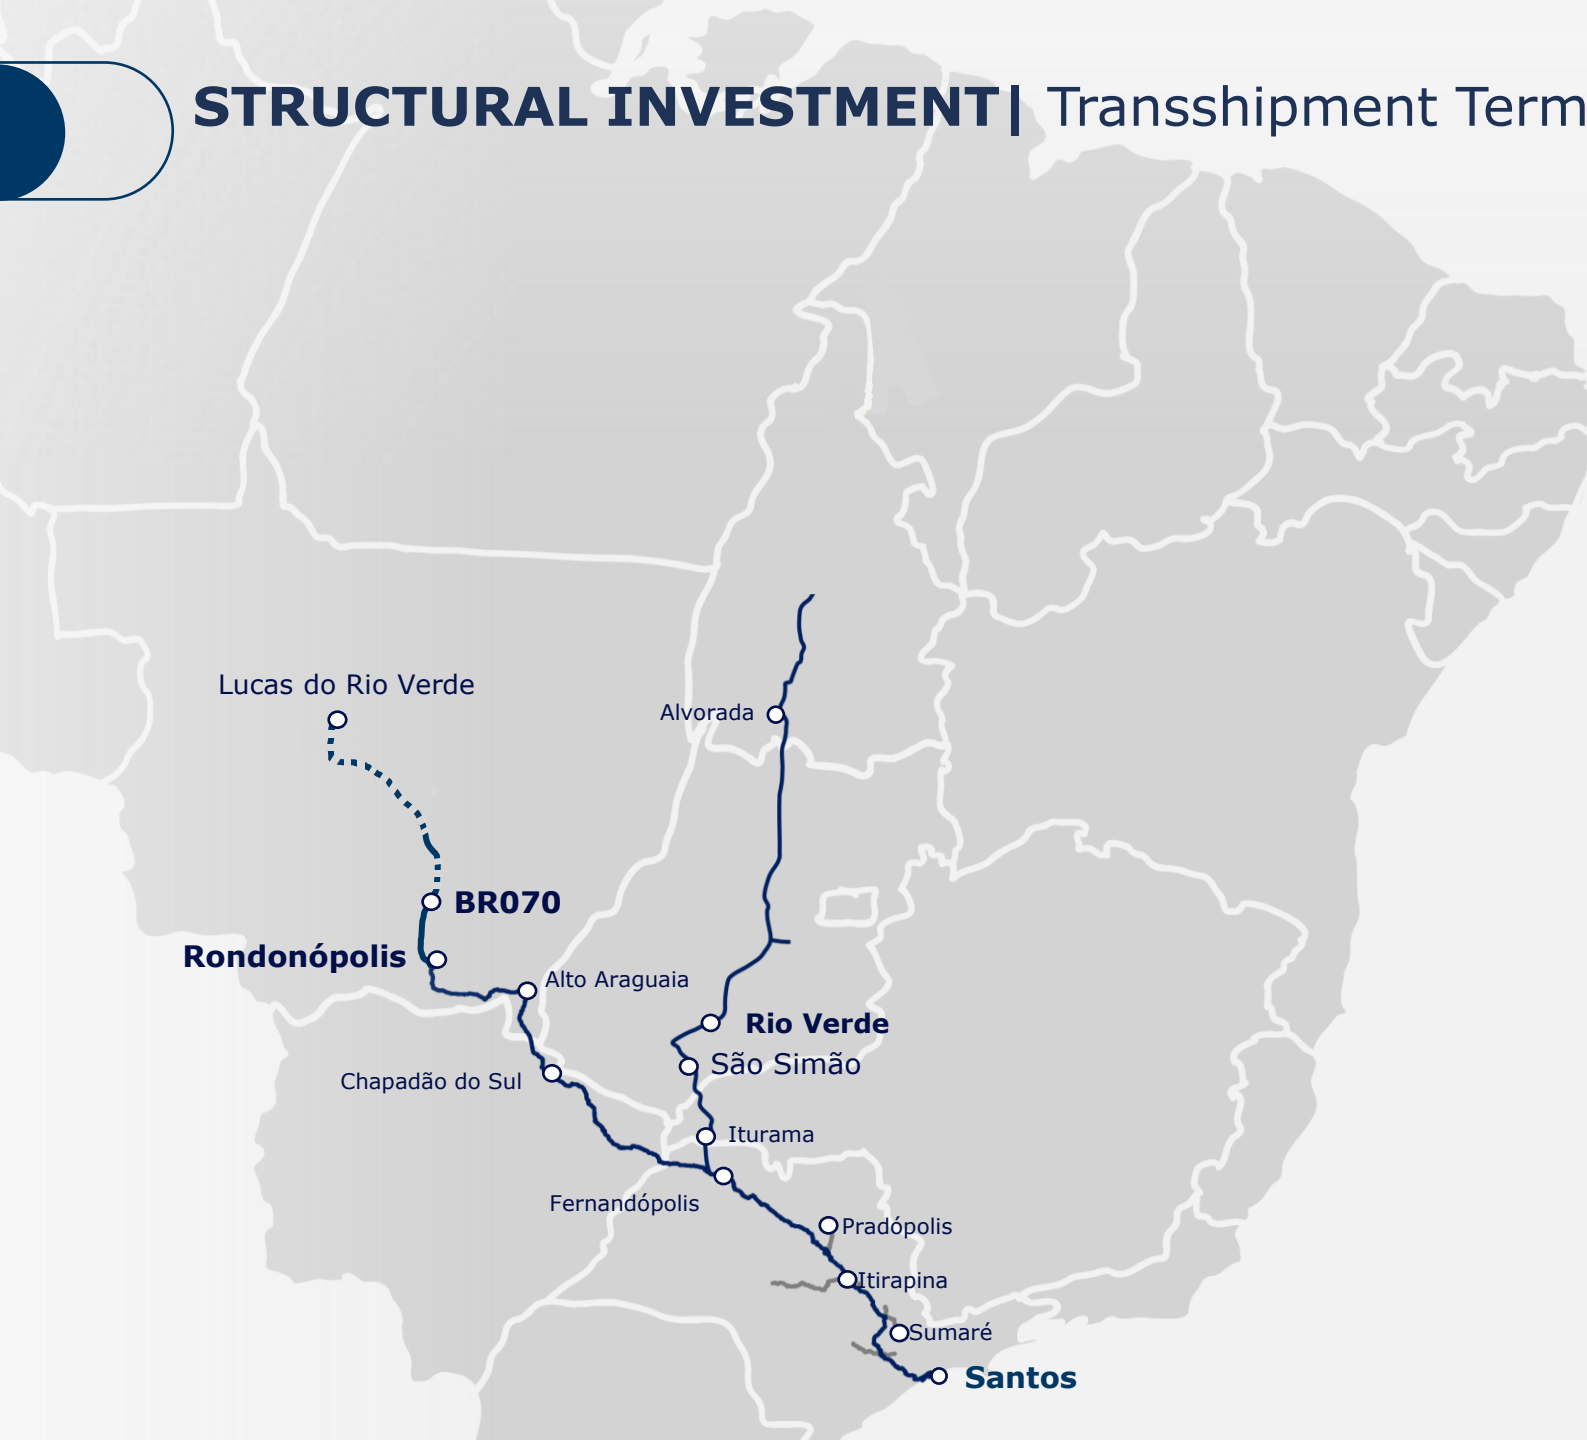 STRUCTURAL INVESTMENT| Transshipment Term
Lucas do Rio Verde
Alvorada
BR070
Rondonópolis
Alto Araguaia
Rio Verde
São Simão
Chapadão do Sul
Iturama
Fernandópolis
Pradópolis
Itirapina
Sumaré
Santos